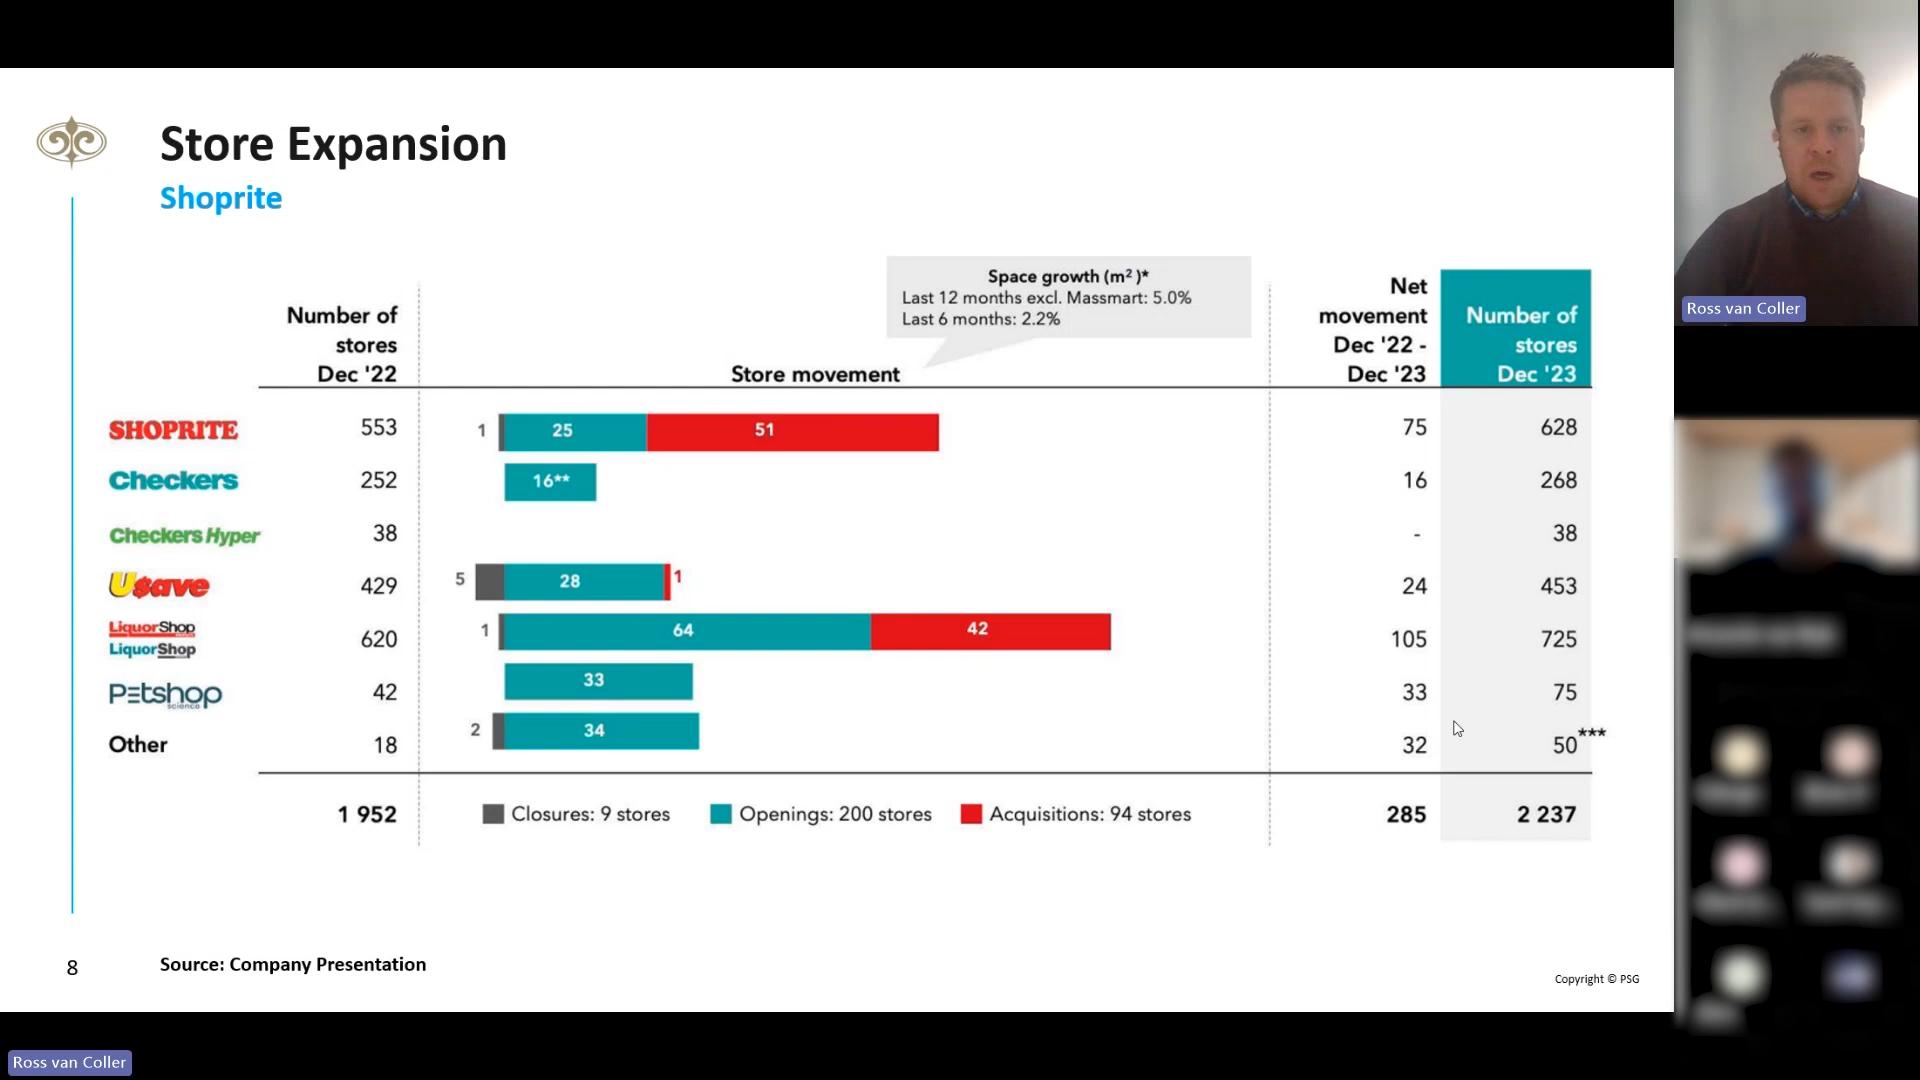 Store Expansion
Shoprite
Space growth (m²)*
Last 12 months excl. Massmart: 5.0%
Last 6 months: 2.2%
Number of
stores
Dec '22
Store movement
Net
movement
Dec '22 -
Dec '23
Number of
stores
Dec '23
SHOPRITE 553 1 25 51 75 628
Checkers 252 16** 16 268
Checkers Hyper 38 - 38
Usave 429 5 28 1 24 453
LiquorShop
LiquorShop
620 1 64 42 105 725
Petshop
science
42 33 33 75
Other 18 2 34 32 50***
1 952 Closures: 9 stores Openings: 200 stores Acquisitions: 94 stores 285 2 237
8 Source: Company Presentation
Copyright © PSG
Ross van Coller
Ross van Coller